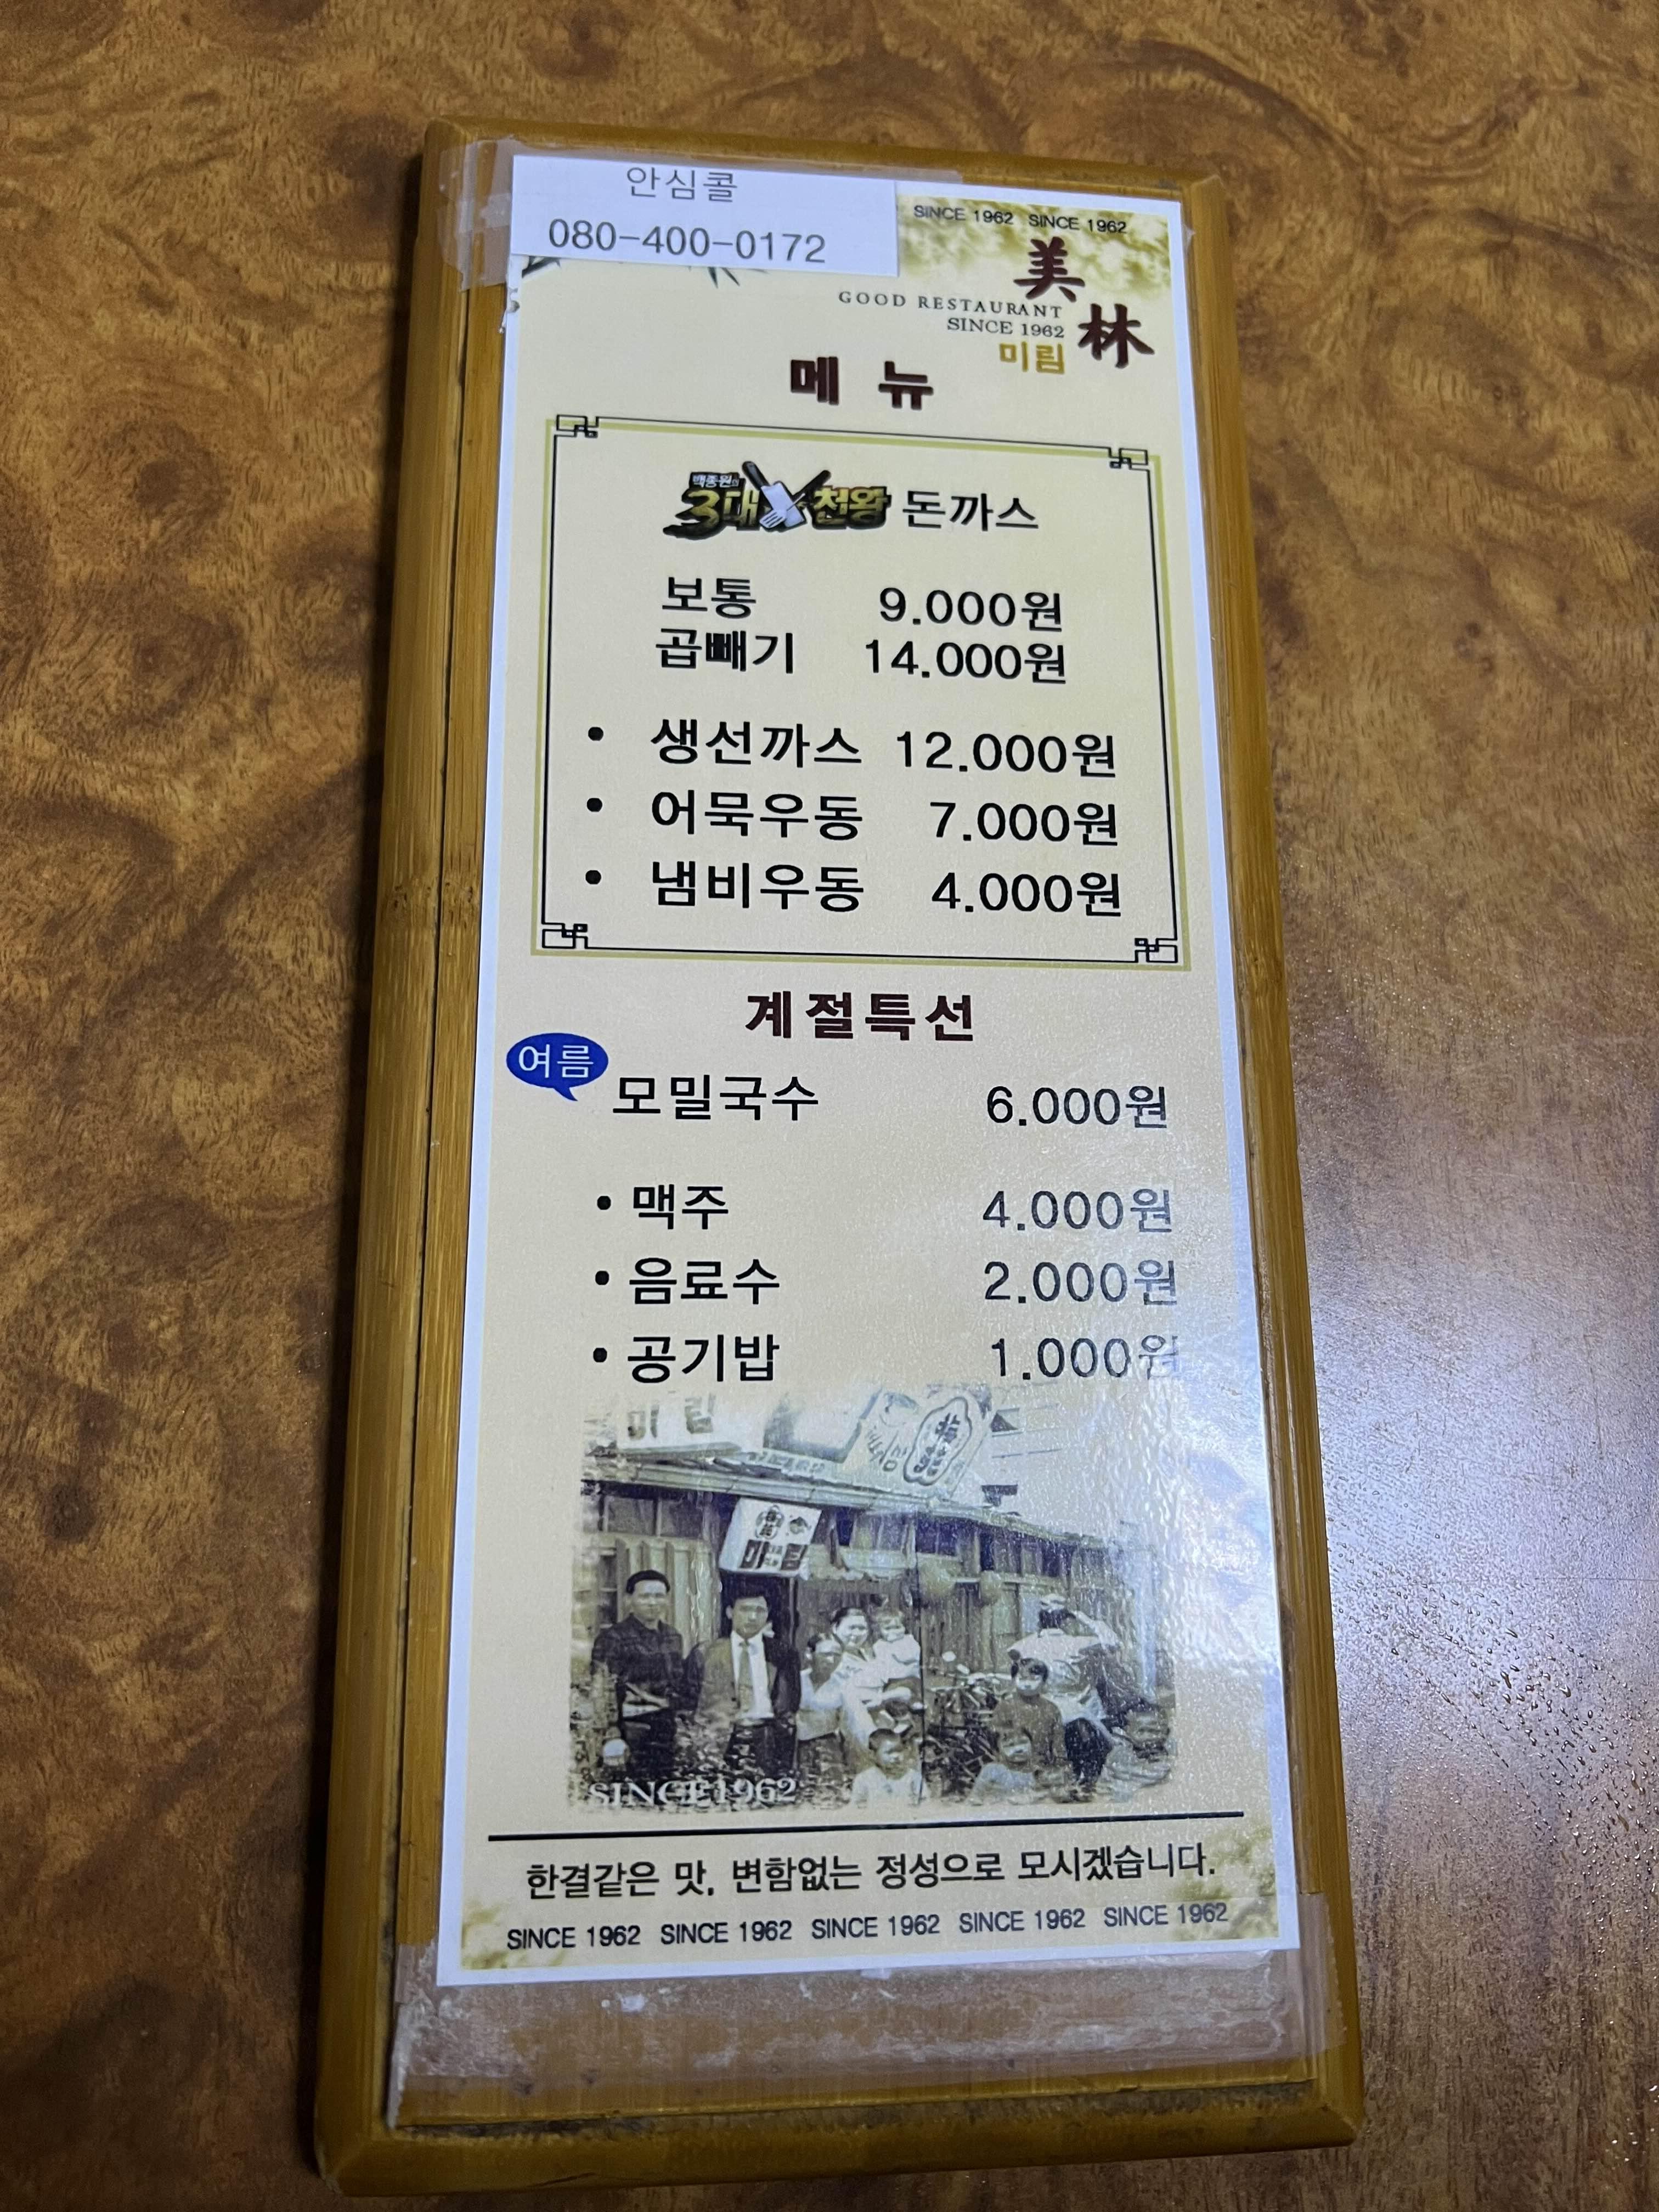 안심콜
080-400-0172
SINCE 1962 SINCE 1962
美
林
GOOD RESTAURANT
SINCE 1962
미림
메 뉴
백종원의
3대 천왕 돈까스
보통 9.000원
곱빼기 14.000원
• 생선까스 12.000원
• 어묵우동 7.000원
• 냄비우동 4.000원
계절특선
여름
모밀국수 6.000원
• 맥주 4.000원
• 음료수 2.000원
• 공기밥 1.000원
미림
미림
SINCE 1962
한결같은 맛, 변함없는 정성으로 모시겠습니다.
SINCE 1962 SINCE 1962 SINCE 1962 SINCE 1962 SINCE 1962